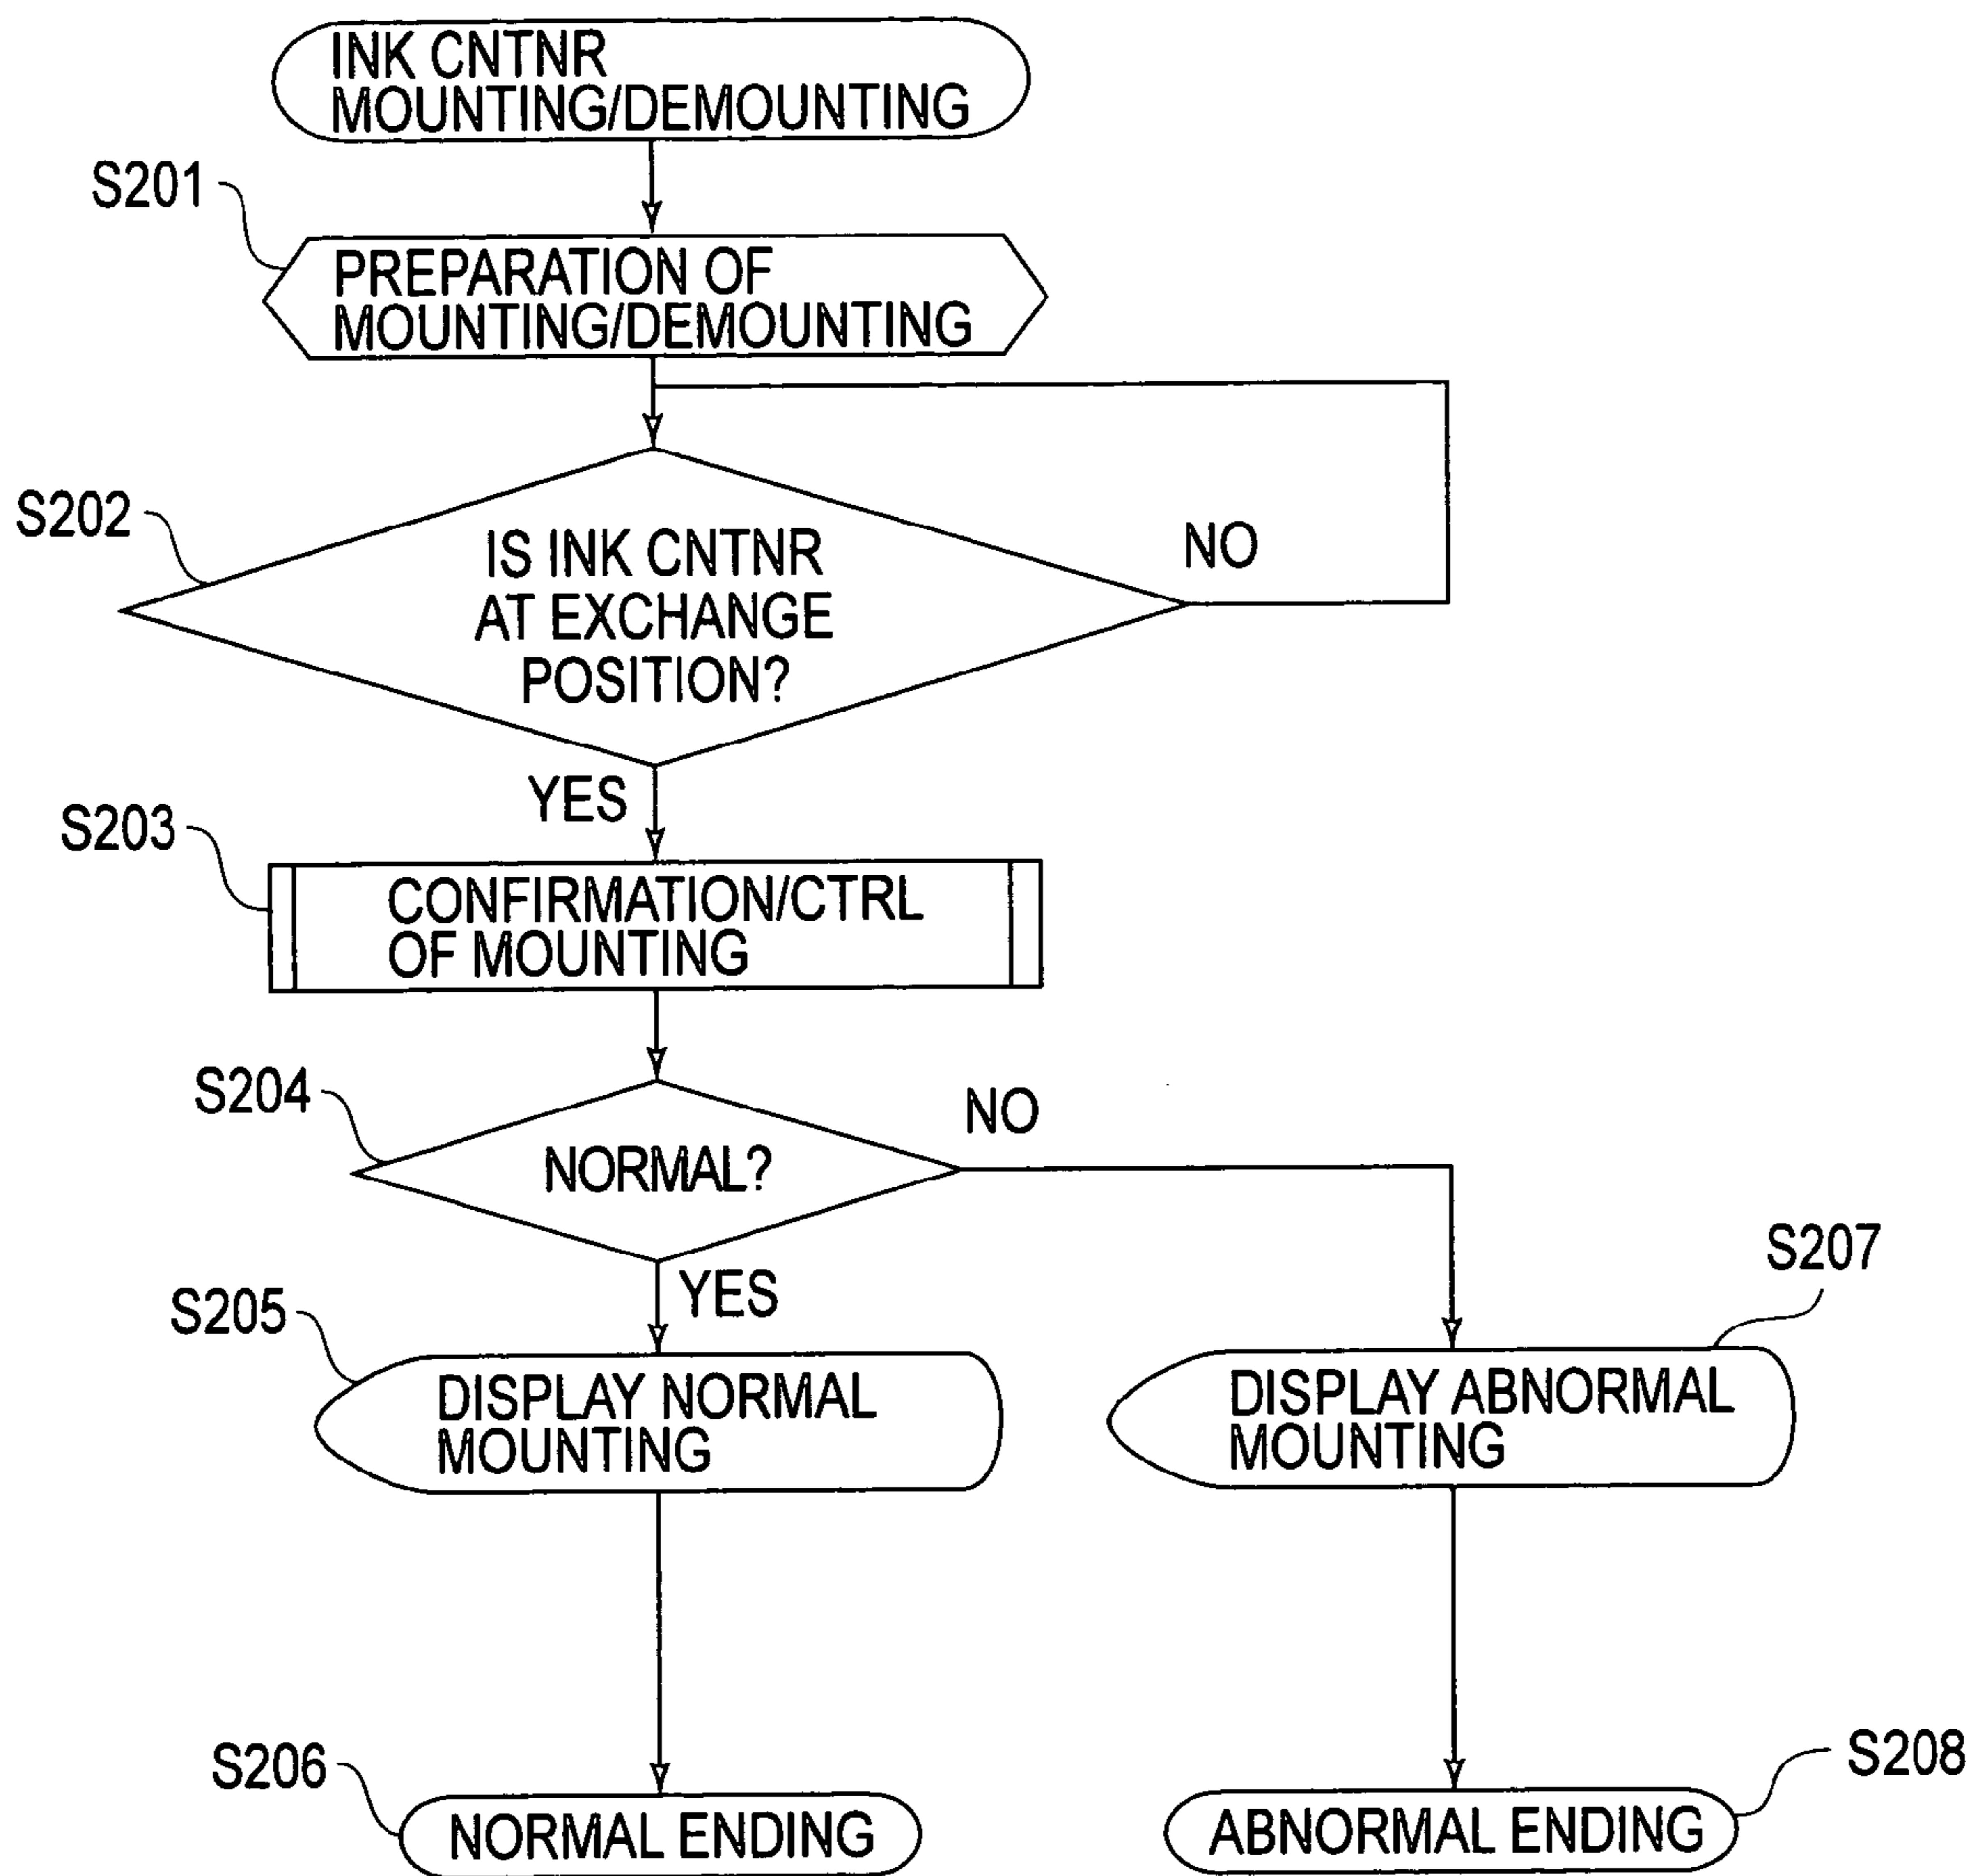 INK CNTNR
MOUNTING/DEMOUNTING
S201
PREPARATION OF
MOUNTING/DEMOUNTING
S202
IS INK CNTNR
AT EXCHANGE
POSITION?
NO
YES
S203
CONFIRMATION/CTRL
OF MOUNTING
S204
NORMAL?
NO
YES
S205
DISPLAY NORMAL
MOUNTING
S207
DISPLAY ABNORMAL
MOUNTING
S206
NORMAL ENDING
S208
ABNORMAL ENDING